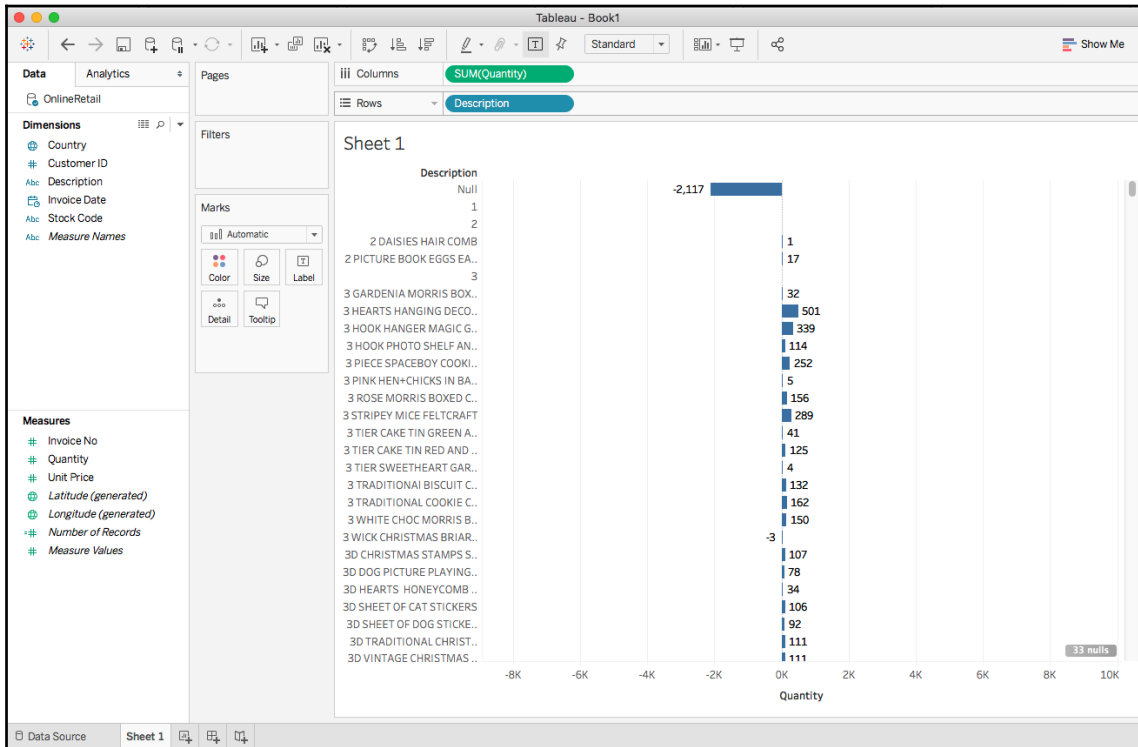 Tableau - Book1
Standard
Show Me
Data
Analytics
OnlineRetail
Dimensions
Country
Customer ID
Abc Description
Invoice Date
Abc Stock Code
Abc Measure Names
Measures
Invoice No
Quantity
Unit Price
Latitude (generated)
Longitude (generated)
Number of Records
Measure Values
Pages
Filters
Marks
Automatic
Color
Size
Label
Detail
Tooltip
Columns
SUM(Quantity)
Rows
Description
Sheet 1
Description
Null -2,117
1
2
2 DAISIES HAIR COMB 1
2 PICTURE BOOK EGGS EA.. 17
3
3 GARDENIA MORRIS BOX.. 32
3 HEARTS HANGING DECO.. 501
3 HOOK HANGER MAGIC G.. 339
3 HOOK PHOTO SHELF AN.. 114
3 PIECE SPACEBOY COOKI.. 252
3 PINK HEN+CHICKS IN BA.. 5
3 ROSE MORRIS BOXED C.. 156
3 STRIPEY MICE FELTCRAFT 289
3 TIER CAKE TIN GREEN A.. 41
3 TIER CAKE TIN RED AND .. 125
3 TIER SWEETHEART GAR.. 4
3 TRADITIONAl BISCUIT C.. 132
3 TRADITIONAL COOKIE C.. 162
3 WHITE CHOC MORRIS B.. 150
3 WICK CHRISTMAS BRIAR.. -3
3D CHRISTMAS STAMPS S.. 107
3D DOG PICTURE PLAYING.. 78
3D HEARTS  HONEYCOMB .. 34
3D SHEET OF CAT STICKERS 106
3D SHEET OF DOG STICKE.. 92
3D TRADITIONAL CHRIST.. 111
3D VINTAGE CHRISTMAS .. 111
33 nulls
-8K -6K -4K -2K 0K 2K 4K 6K 8K 10K
Quantity
Data Source
Sheet 1